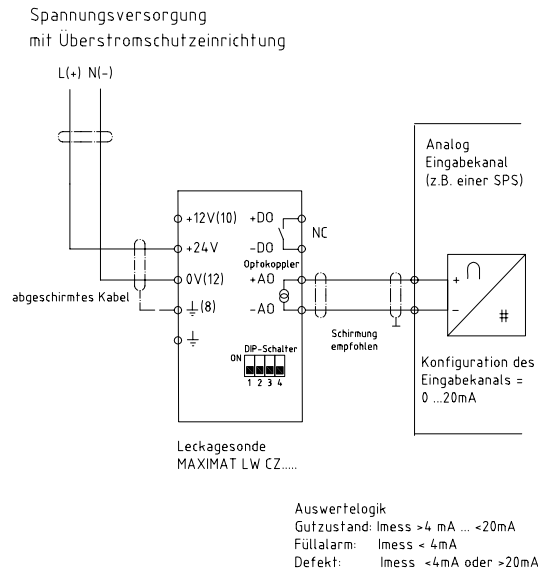 Spannungsversorgung
mit Überstromschutzeinrichtung
L(+) N(-)
Analog
Eingabekanal
(z.B. einer SPS)
+12V(10) +DO
NC
+24V -DO
Optokoppler
0V(12) +AO
abgeschirmtes Kabel
(8) -AO
+
-
#
Schirmung
empfohlen
DIP-Schalter
ON
1 2 3 4
Konfiguration des
Eingabekanals =
0 ...20mA
Leckagesonde
MAXIMAT LW CZ.....
Auswertelogik
Gutzustand: Imess >4 mA ... <20mA
Füllalarm: Imess < 4mA
Defekt: Imess <4mA oder >20mA